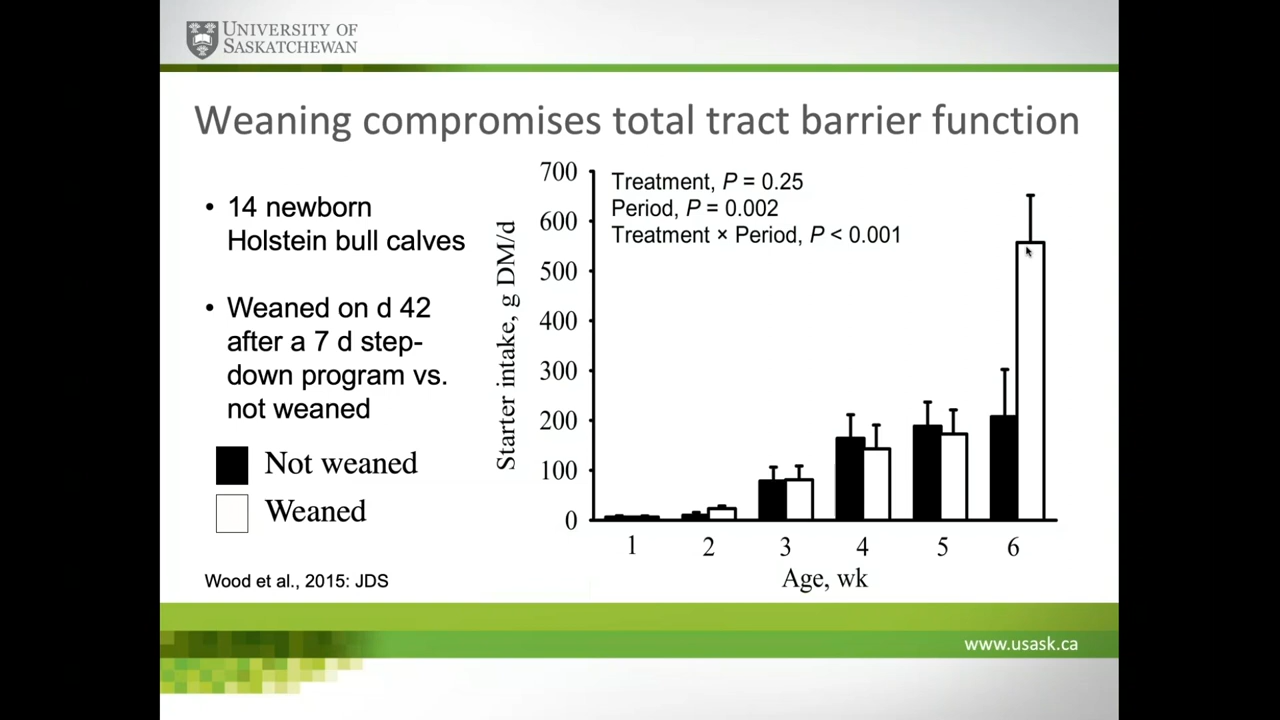 UNIVERSITY OF
SASKATCHEWAN
Weaning compromises total tract barrier function
• 14 newborn
Holstein bull calves
• Weaned on d 42
after a 7 d step-
down program vs.
not weaned
Not weaned
Weaned
Wood et al., 2015: JDS
Starter intake, g DM/d
700
600
500
400
300
200
100
0
Treatment, P = 0.25
Period, P = 0.002
Treatment × Period, P < 0.001
1 2 3 4 5 6
Age, wk
www.usask.ca